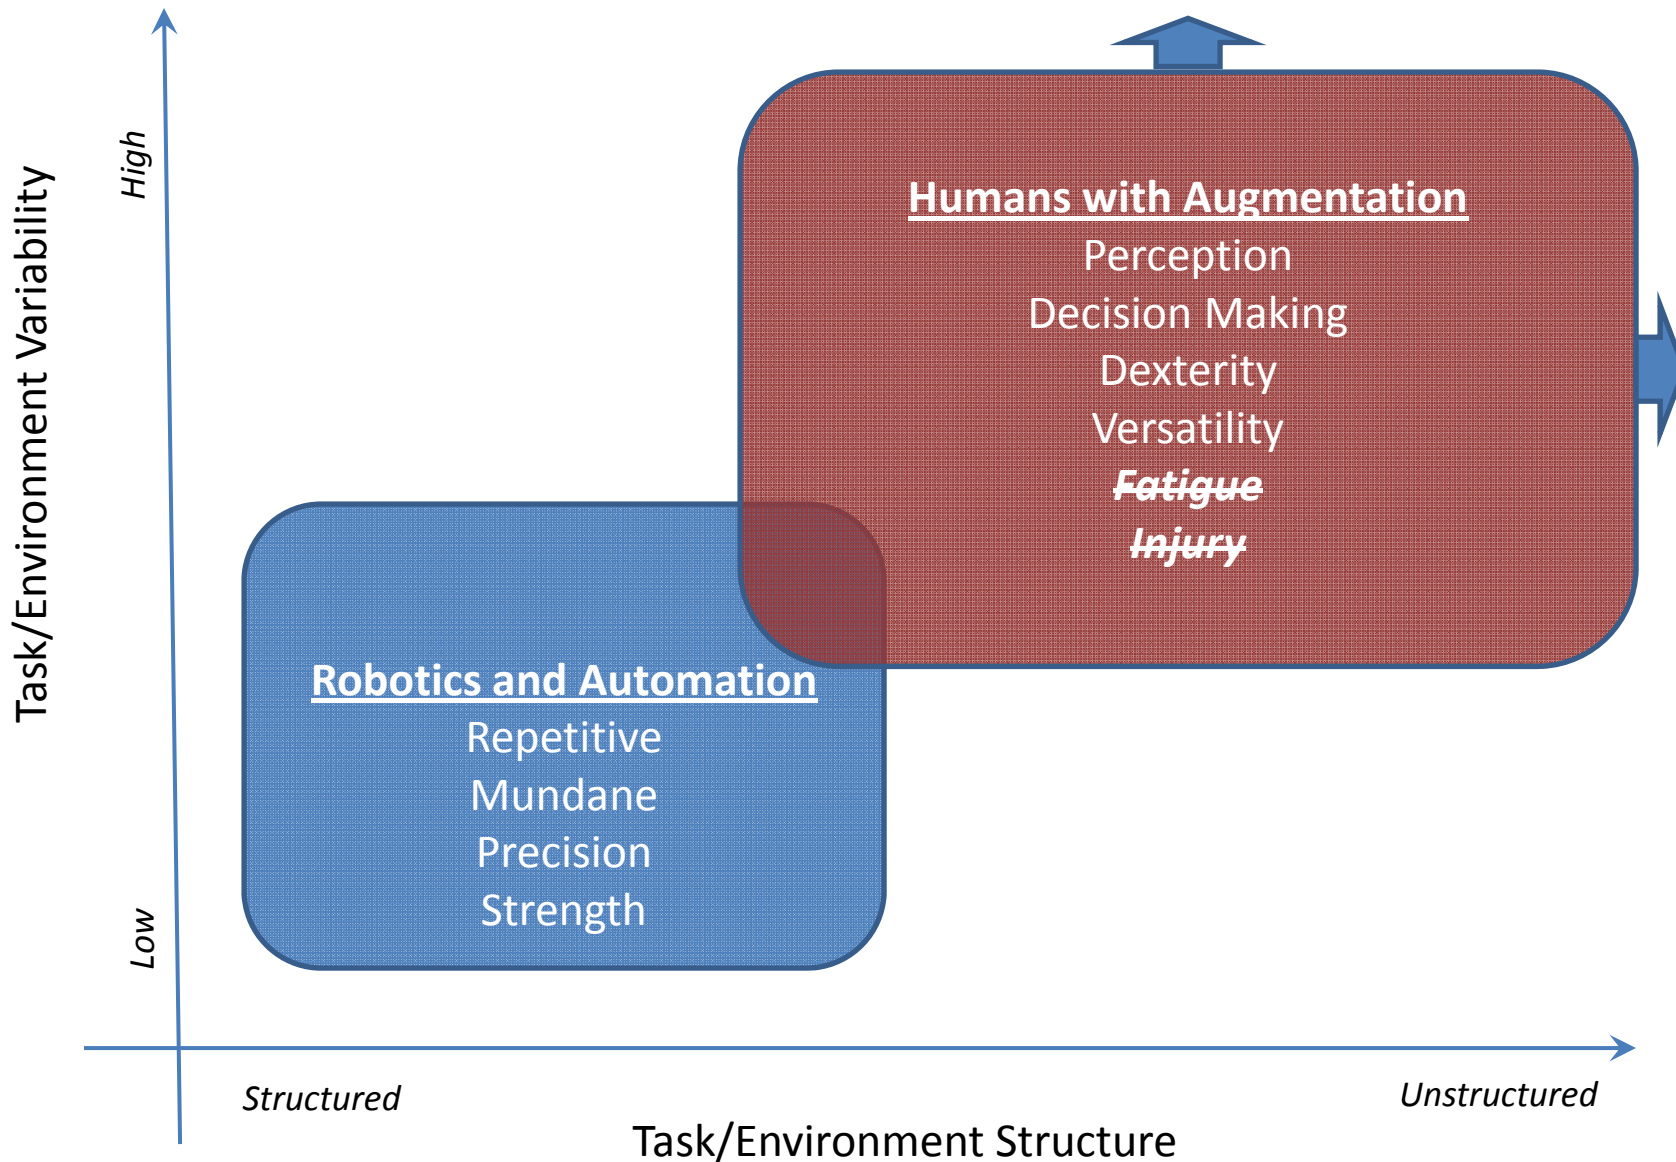 Task/Environment Variability
High
Low
Humans with Augmentation
Perception
Decision Making
Dexterity
Versatility
Fatigue
Injury
Robotics and Automation
Repetitive
Mundane
Precision
Strength
Structured
Unstructured
Task/Environment Structure